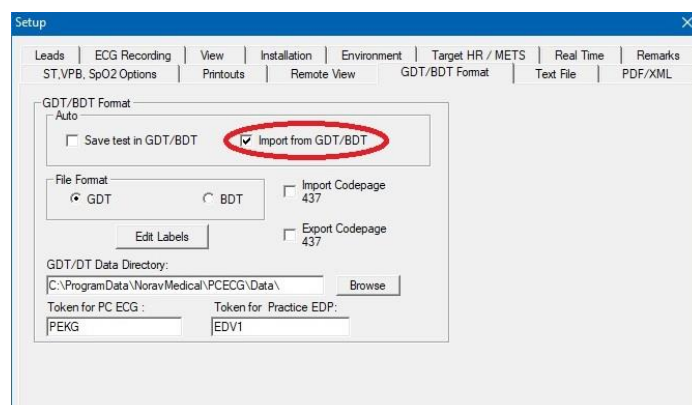 Setup
Leads ECG Recording View Installation Environment Target HR / METS Real Time Remarks
ST,VPB, SpO2 Options Printouts Remote View GDT/BDT Format Text File PDF/XML
GDT/BDT Format
Auto
Save test in GDT/BDT Import from GDT/BDT
File Format
GDT BDT
Import Codepage
437
Edit Labels
Export Codepage
437
GDT/DT Data Directory:
C:\ProgramData\NoravMedical\PCECG\Data\ Browse
Token for PC ECG : Token for Practice EDP:
PEKG EDV1